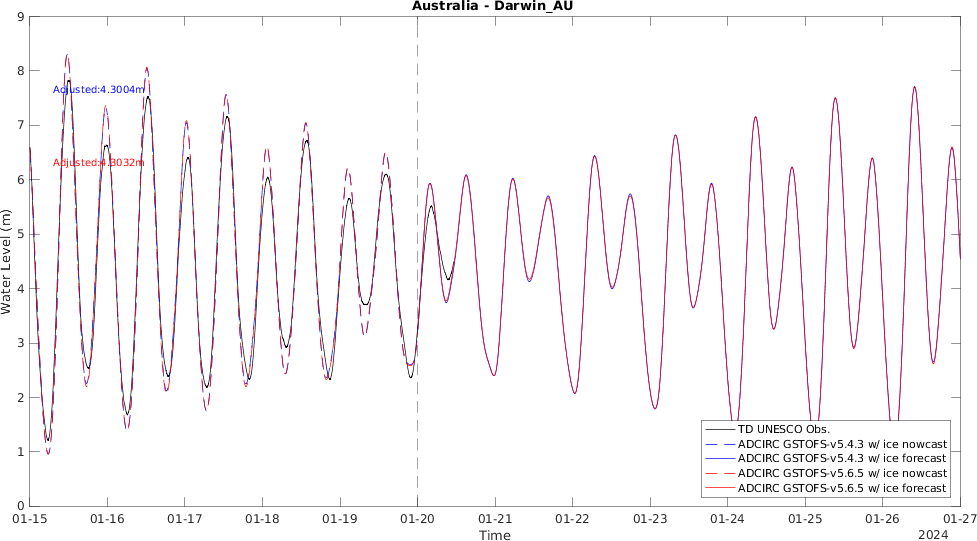 Australia - Darwin_AU
9
8
7
6
5
4
3
2
1
0
Water Level (m)
Adjusted:4.3004m
Adjusted:4.3032m
TD UNESCO Obs.
ADCIRC GSTOFS-v5.4.3 w/ ice nowcast
ADCIRC GSTOFS-v5.4.3 w/ ice forecast
ADCIRC GSTOFS-v5.6.5 w/ ice nowcast
ADCIRC GSTOFS-v5.6.5 w/ ice forecast
01-15 01-16 01-17 01-18 01-19 01-20 01-21 01-22 01-23 01-24 01-25 01-26 01-27
Time 2024